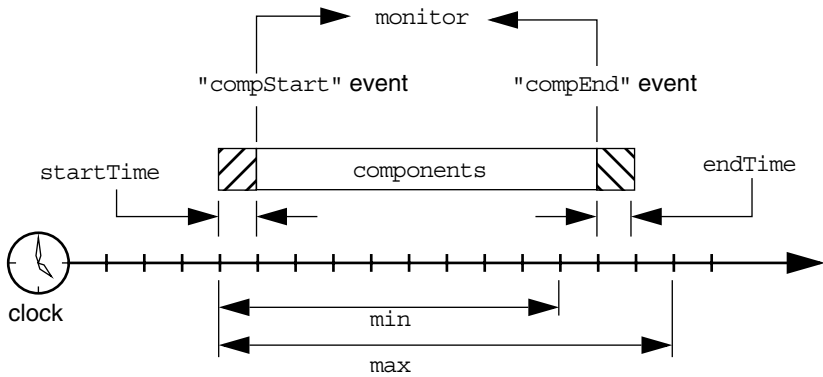 monitor
"compStart" event
"compEnd" event
startTime
components
endTime
clock
min
max